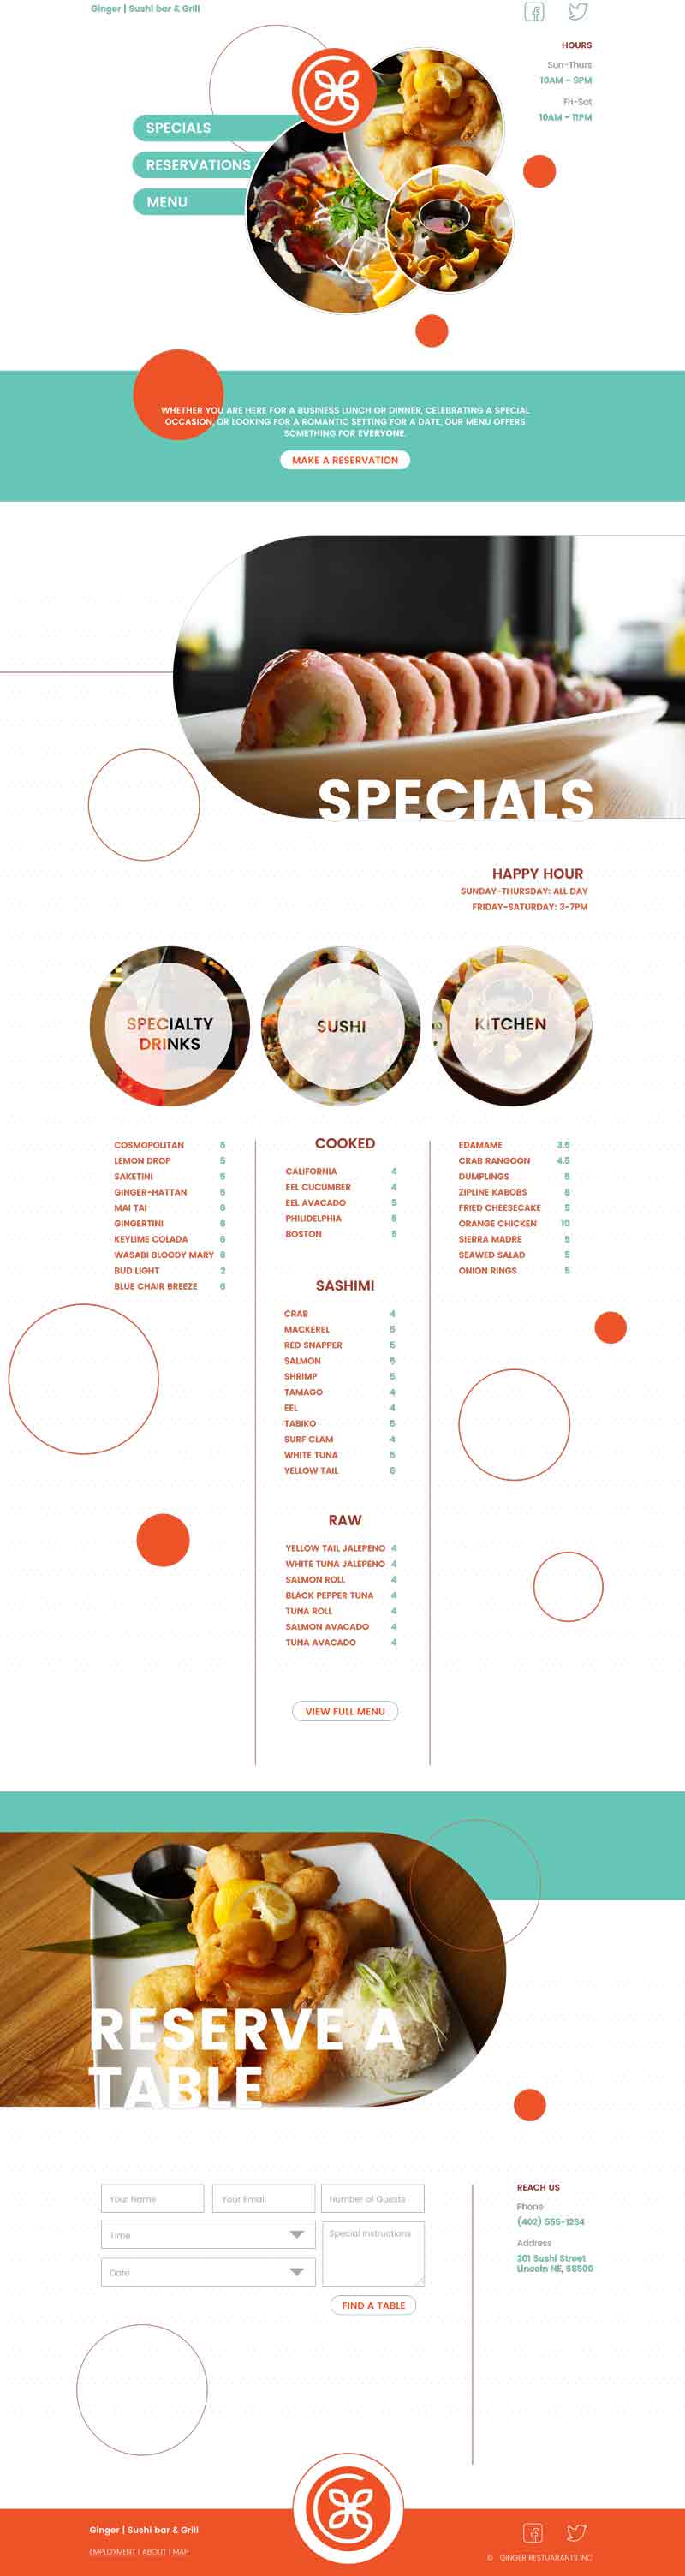 Ginger | Sushi bar & Grill
HOURS
Sun-Thurs
10AM - 9PM
Fri-Sat
10AM - 11PM
SPECIALS
RESERVATIONS
MENU
WHETHER YOU ARE HERE FOR A BUSINESS LUNCH OR DINNER, CELEBRATING A SPECIAL
OCCASION, OR LOOKING FOR A ROMANTIC SETTING FOR A DATE, OUR MENU OFFERS
SOMETHING FOR EVERYONE.
MAKE A RESERVATION
SPECIALS
HAPPY HOUR
SUNDAY-THURSDAY: ALL DAY
FRIDAY-SATURDAY: 3-7PM
SPECIALTY
DRINKS
SUSHI
KITCHEN
COSMOPOLITAN 5
LEMON DROP 5
SAKETINI 5
GINGER-HATTAN 5
MAI TAI 6
GINGERTINI 6
KEYLIME COLADA 6
WASABI BLOODY MARY 6
BUD LIGHT 2
BLUE CHAIR BREEZE 6
COOKED
CALIFORNIA 4
EEL CUCUMBER 4
EEL AVACADO 5
PHILIDELPHIA 5
BOSTON 5
SASHIMI
CRAB 4
MACKEREL 5
RED SNAPPER 5
SALMON 5
SHRIMP 5
TAMAGO 4
EEL 4
TABIKO 5
SURF CLAM 4
WHITE TUNA 5
YELLOW TAIL 6
RAW
YELLOW TAIL JALEPENO 4
WHITE TUNA JALEPENO 4
SALMON ROLL 4
BLACK PEPPER TUNA 4
TUNA ROLL 4
SALMON AVACADO 4
TUNA AVACADO 4
VIEW FULL MENU
EDAMAME 3.5
CRAB RANGOON 4.5
DUMPLINGS 5
ZIPLINE KABOBS 8
FRIED CHEESECAKE 5
ORANGE CHICKEN 10
SIERRA MADRE 5
SEAWED SALAD 5
ONION RINGS 5
RESERVE A
TABLE
Your Name
Your Email
Number of Guests
Time
Special Instructions
Date
FIND A TABLE
REACH US
Phone
(402) 555-1234
Address
201 Sushi Street
Lincoln NE, 68500
Ginger | Sushi bar & Grill
EMPLOYMENT | ABOUT | MAP
© GINDER RESTUARANTS INC